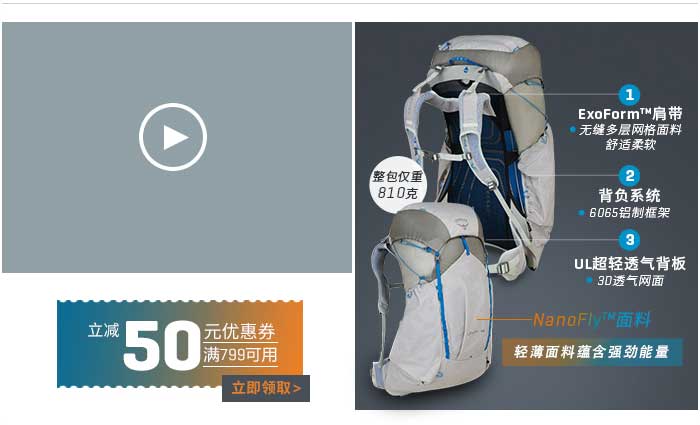 立减
50
元优惠券
满799可用
立即领取>
1
ExoForm™肩带
• 无缝多层网格面料
舒适柔软
整包仅重
810克
2
背负系统
• 6065铝制框架
3
UL超轻透气背板
• 3D透气网面
NanoFly™面料
轻薄面料蕴含强劲能量